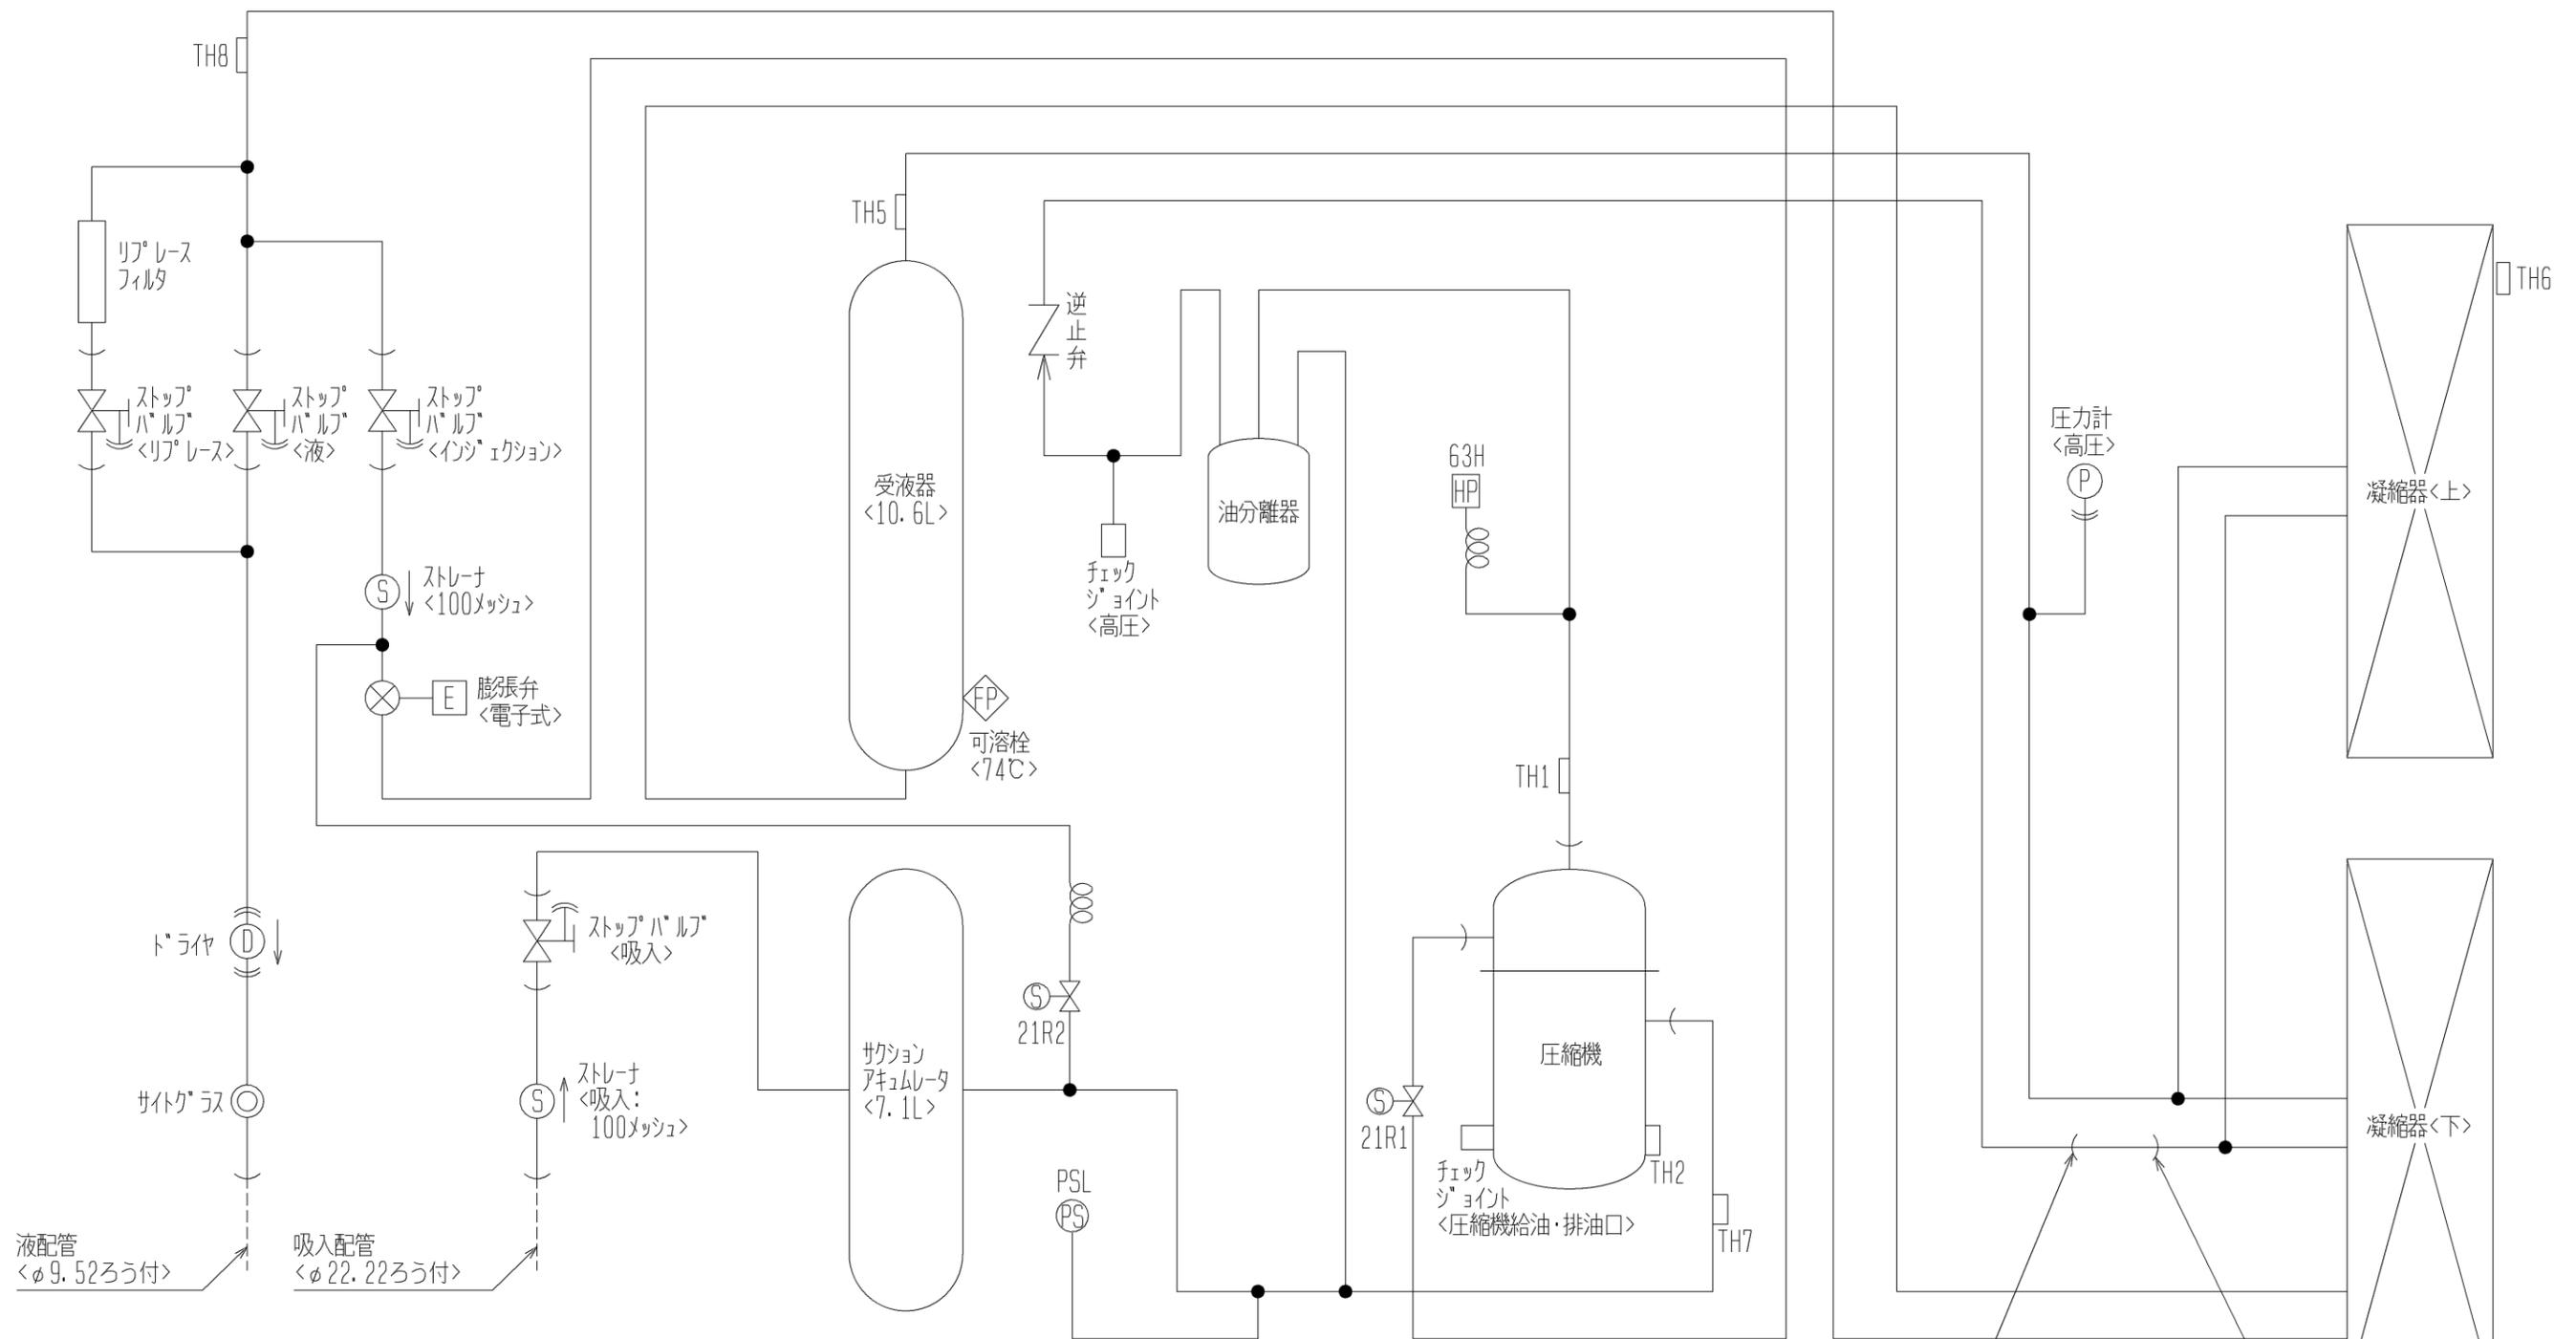 TH8
リプレース
フィルタ
ストップ
バルブ
<リプレース>
ストップ
バルブ
<液>
ストップ
バルブ
<インジェクション>
S
ストレーナ
<100メッシュ>
E
膨張弁
<電子式>
TH5
受液器
<10.6L>
FP
可溶栓
<74℃>
逆
止
弁
チェック
ジョイント
<高圧>
油分離器
63H
HP
TH1
圧力計
<高圧>
P
TH6
凝縮器<上>
ドライヤ
D
サイトグラス
液配管
<φ9.52ろう付>
ストップバルブ
<吸入>
S
ストレーナ
<吸入:
100メッシュ>
吸入配管
<φ22.22ろう付>
サクション
アキュムレータ
<7.1L>
S
21R2
PSL
PS
S
21R1
圧縮機
チェック
ジョイント
<圧縮機給油・排油口>
TH2
TH7
凝縮器<下>